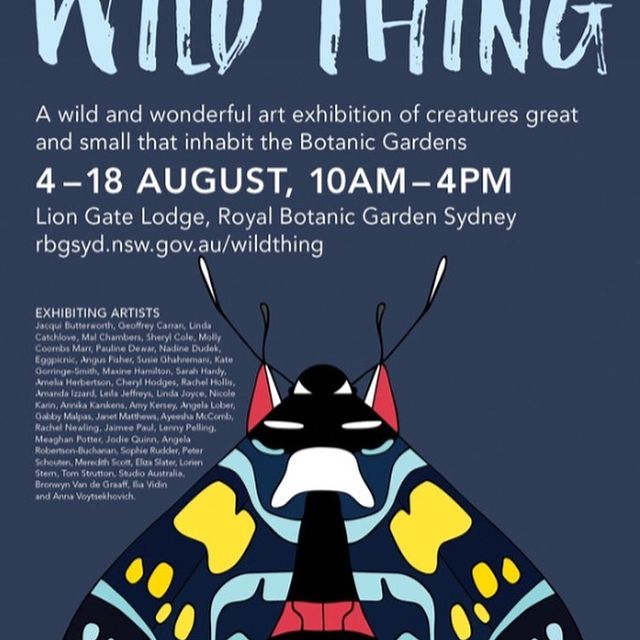 WILD THING
A wild and wonderful art exhibition of creatures great
and small that inhabit the Botanic Gardens
4–18 AUGUST, 10AM–4PM
Lion Gate Lodge, Royal Botanic Garden Sydney
rbgsyd.nsw.gov.au/wildthing
EXHIBITING ARTISTS
Jacqui Butterworth, Geoffrey Carran, Linda
Catchlove, Mal Chambers, Sheryl Cole, Molly
Coombs Marr, Pauline Dewar, Nadine Dudek,
Eggpicnic, Angus Fisher, Susie Ghahremani, Kate
Gorringe-Smith, Maxine Hamilton, Sarah Hardy,
Amelia Herbertson, Cheryl Hodges, Rachel Hollis,
Amanda Izzard, Leila Jeffreys, Linda Joyce, Nicole
Karin, Annika Karskens, Amy Kersey, Angela Lober,
Gabby Malpas, Janet Matthews, Ayeesha McComb,
Rachel Newling, Jaimee Paul, Lenny Pelling,
Meaghan Potter, Jodie Quinn, Angela
Robertson-Buchanan, Sophie Rudder, Peter
Schouten, Meredith Scott, Eliza Slater, Lorien
Stern, Tom Strutton, Studio Australia,
Bronwyn Van de Graaff, Ilia Vidin
and Anna Voytsekhovich.